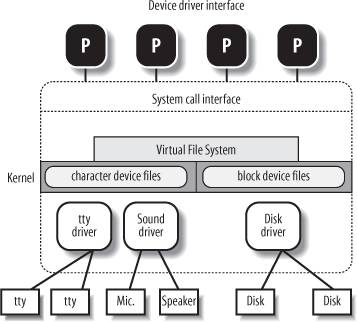 Device driver interface
P P P P
System call interface
Virtual File System
Kernel
character device files
block device files
tty
driver
Sound
driver
Disk
driver
tty
tty
Mic.
Speaker
Disk
Disk